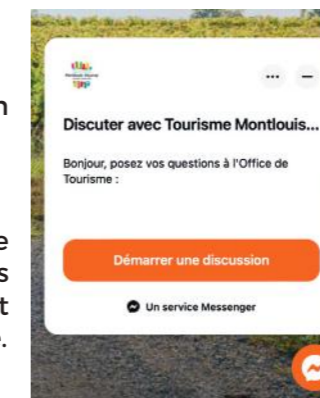 n
Discuter avec Tourisme Montlouis...
Bonjour, posez vos questions à l'Office de
Tourisme :
e
Démarrer une discussion
s
t
Un service Messenger
.